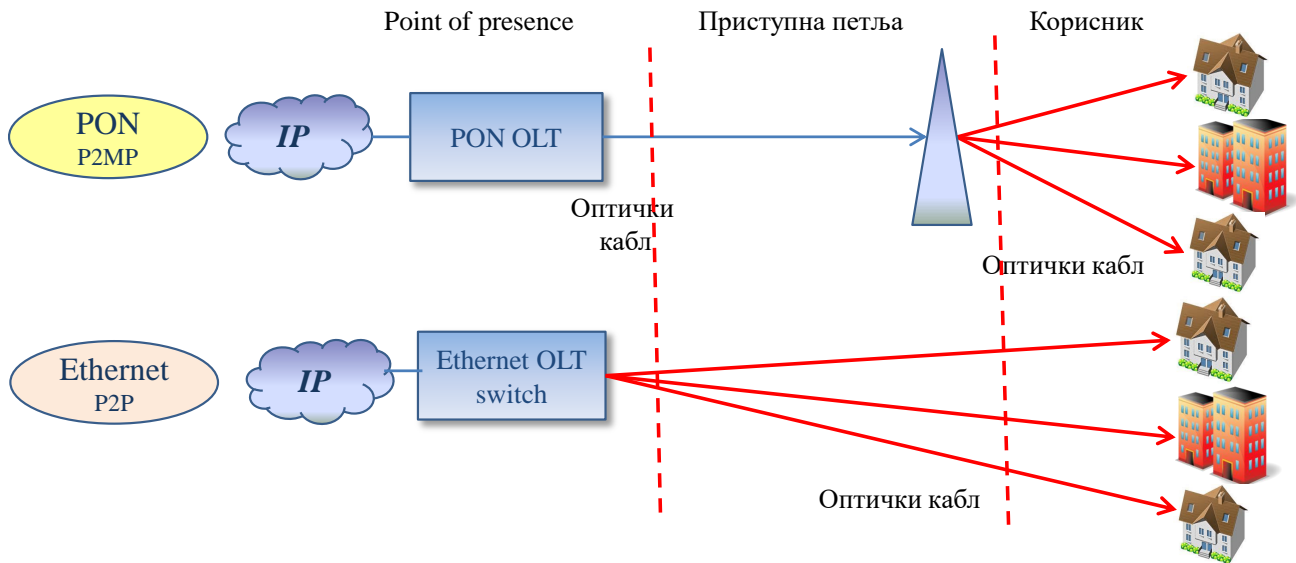 Point of presence
Приступна петља
Корисник
PON
P2MP
IP
PON OLT
Оптички
кабл
Оптички кабл
Ethernet
P2P
IP
Ethernet OLT
switch
Оптички кабл